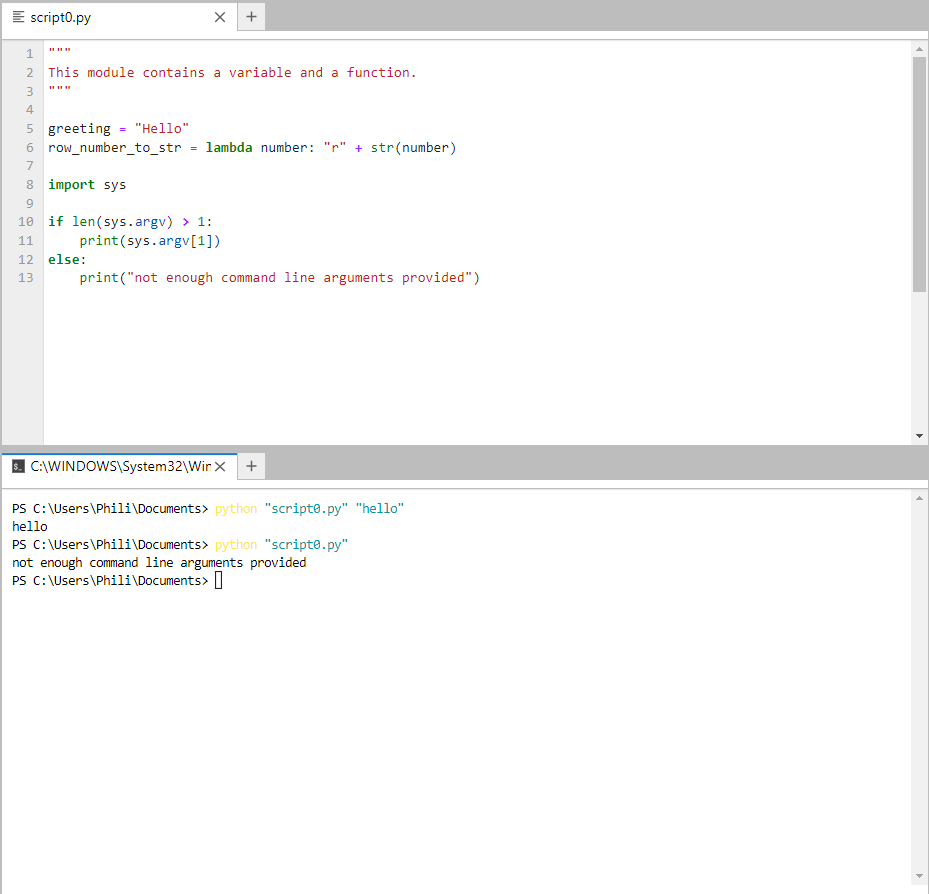 script0.py
1 """
2 This module contains a variable and a function.
3 """
4
5 greeting = "Hello"
6 row_number_to_str = lambda number: "r" + str(number)
7
8 import sys
9
10 if len(sys.argv) > 1:
11     print(sys.argv[1])
12 else:
13     print("not enough command line arguments provided")
C:\WINDOWS\System32\Wir
PS C:\Users\Phili\Documents> python "script0.py" "hello"
hello
PS C:\Users\Phili\Documents> python "script0.py"
not enough command line arguments provided
PS C:\Users\Phili\Documents>